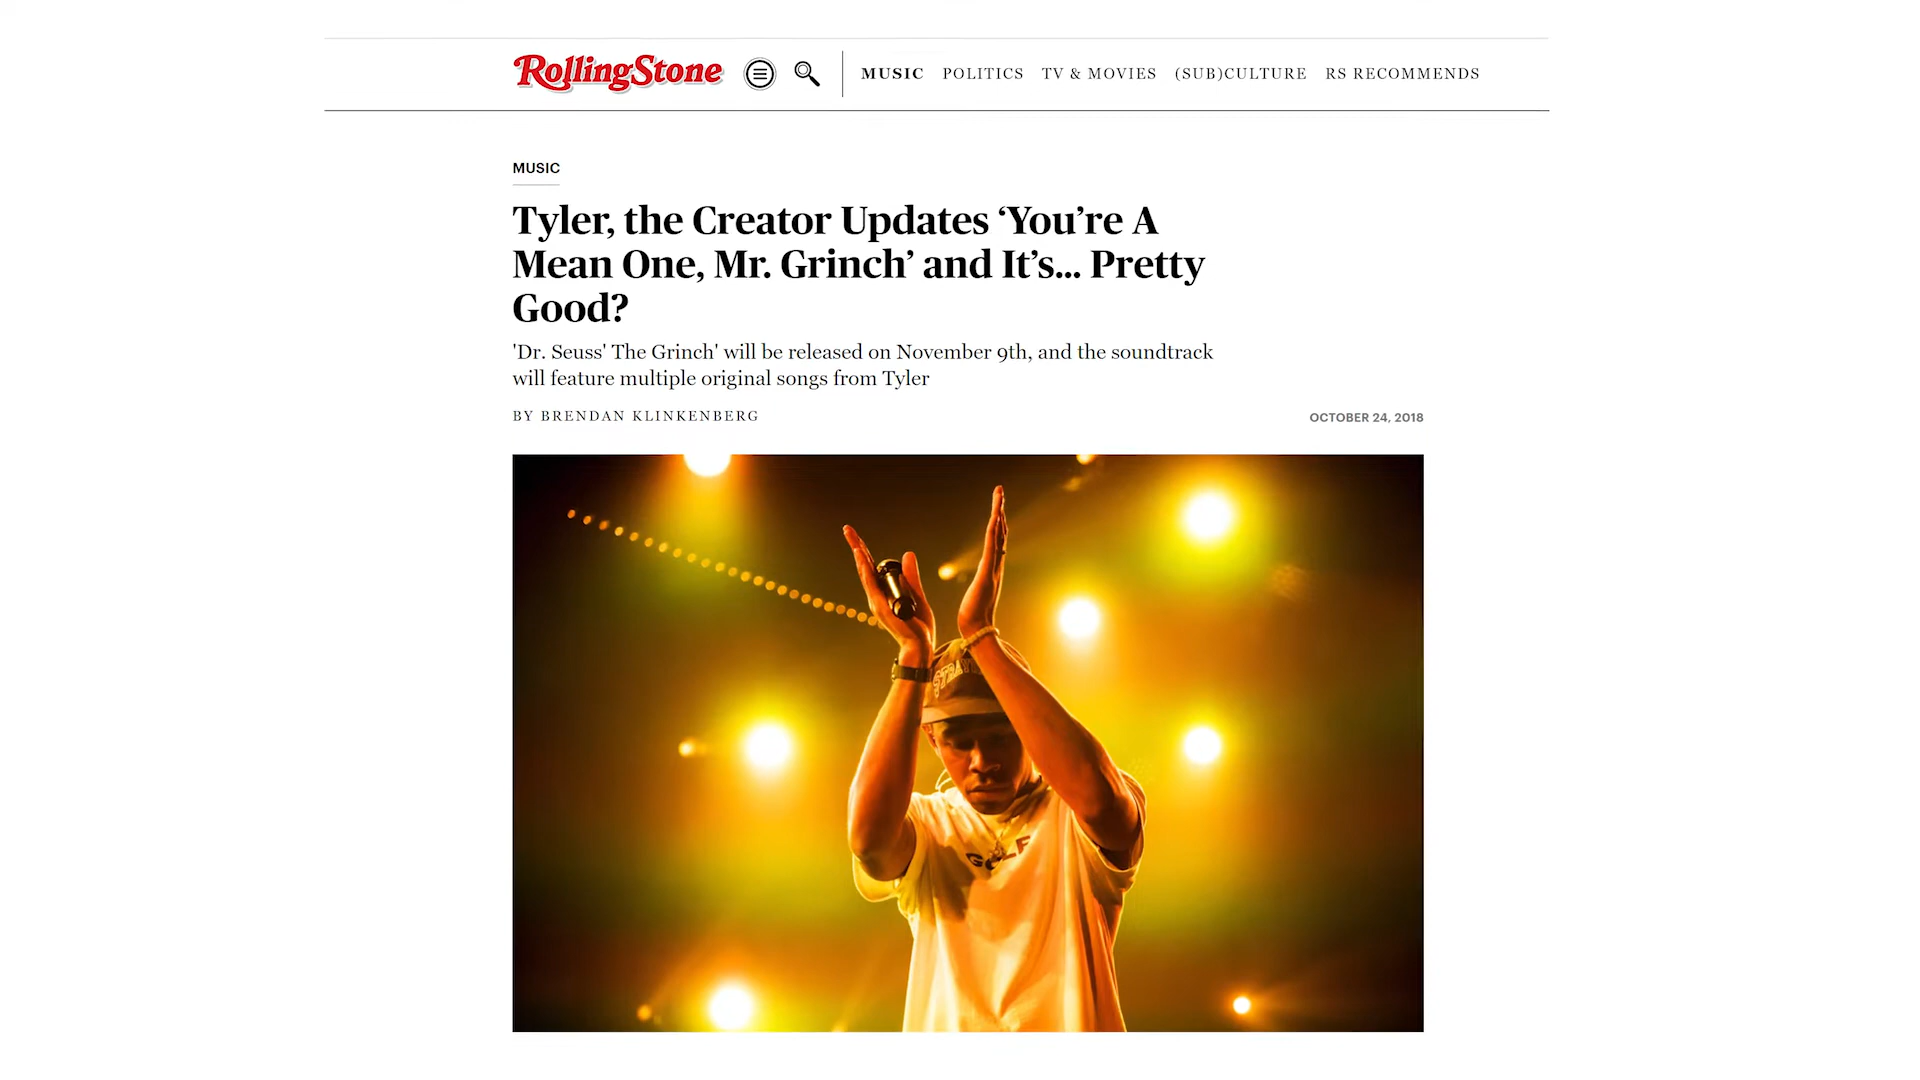 RollingStone
MUSIC POLITICS TV & MOVIES (SUB)CULTURE RS RECOMMENDS
MUSIC
Tyler, the Creator Updates ‘You’re A
Mean One, Mr. Grinch’ and It’s... Pretty
Good?
'Dr. Seuss' The Grinch' will be released on November 9th, and the soundtrack
will feature multiple original songs from Tyler
BY BRENDAN KLINKENBERG
OCTOBER 24, 2018
GOLF